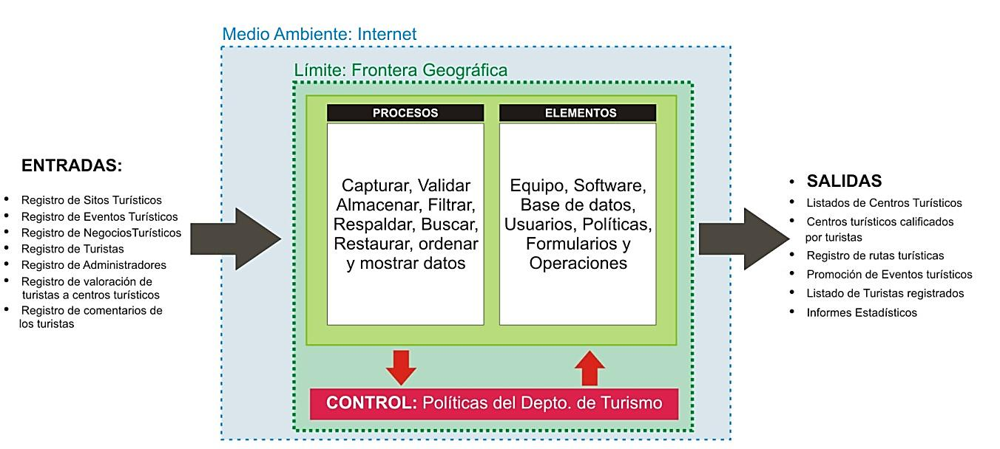 Medio Ambiente: Internet
Límite: Frontera Geográfica
ENTRADAS:
• Registro de Sitos Turísticos
• Registro de Eventos Turísticos
• Registro de NegociosTurísticos
• Registro de Turistas
• Registro de Administradores
• Registro de valoración de
turistas a centros turísticos
• Registro de comentarios de
los turistas
PROCESOS
Capturar, Validar
Almacenar, Filtrar,
Respaldar, Buscar,
Restaurar, ordenar
y mostrar datos
ELEMENTOS
Equipo, Software,
Base de datos,
Usuarios, Políticas,
Formularios y
Operaciones
CONTROL: Políticas del Depto. de Turismo
• SALIDAS
• Listados de Centros Turísticos
• Centros turísticos calificados
por turistas
• Registro de rutas turísticas
• Promoción de Eventos turísticos
• Listado de Turistas registrados
• Informes Estadísticos